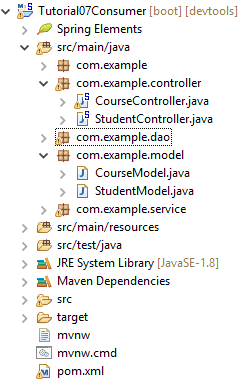 Tutorial07Consumer [boot] [devtools]
Spring Elements
src/main/java
com.example
com.example.controller
CourseController.java
StudentController.java
com.example.dao
com.example.model
CourseModel.java
StudentModel.java
com.example.service
src/main/resources
src/test/java
JRE System Library [JavaSE-1.8]
Maven Dependencies
src
target
mvnw
mvnw.cmd
pom.xml